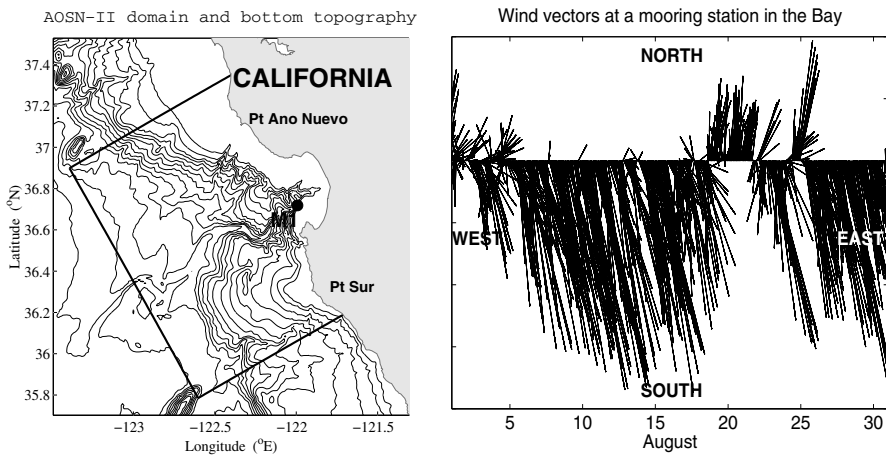 AOSN-II domain and bottom topography
37.4
37.2
37
36.8
36.6
36.4
36.2
36
35.8
Latitude (°N)
CALIFORNIA
Pt Ano Nuevo
M1
Pt Sur
−123
−122.5
−122
−121.5
Longitude (°E)
Wind vectors at a mooring station in the Bay
NORTH
WEST
EAST
SOUTH
5
10
15
20
25
30
August